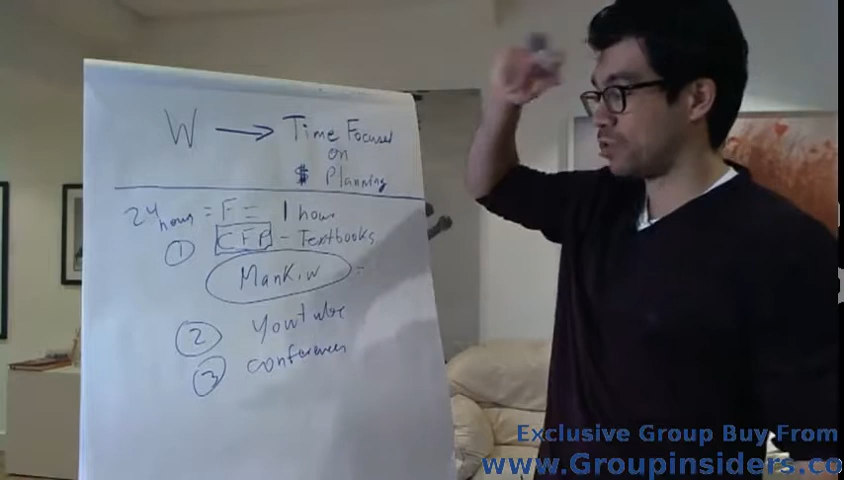 W → Time Focused
on
$ Planning
24 hours = F = 1 hour
① CFP - Textbooks
Mankiw -
② Youtube
③ conferences
Exclusive Group Buy From
www.Groupinsiders.co